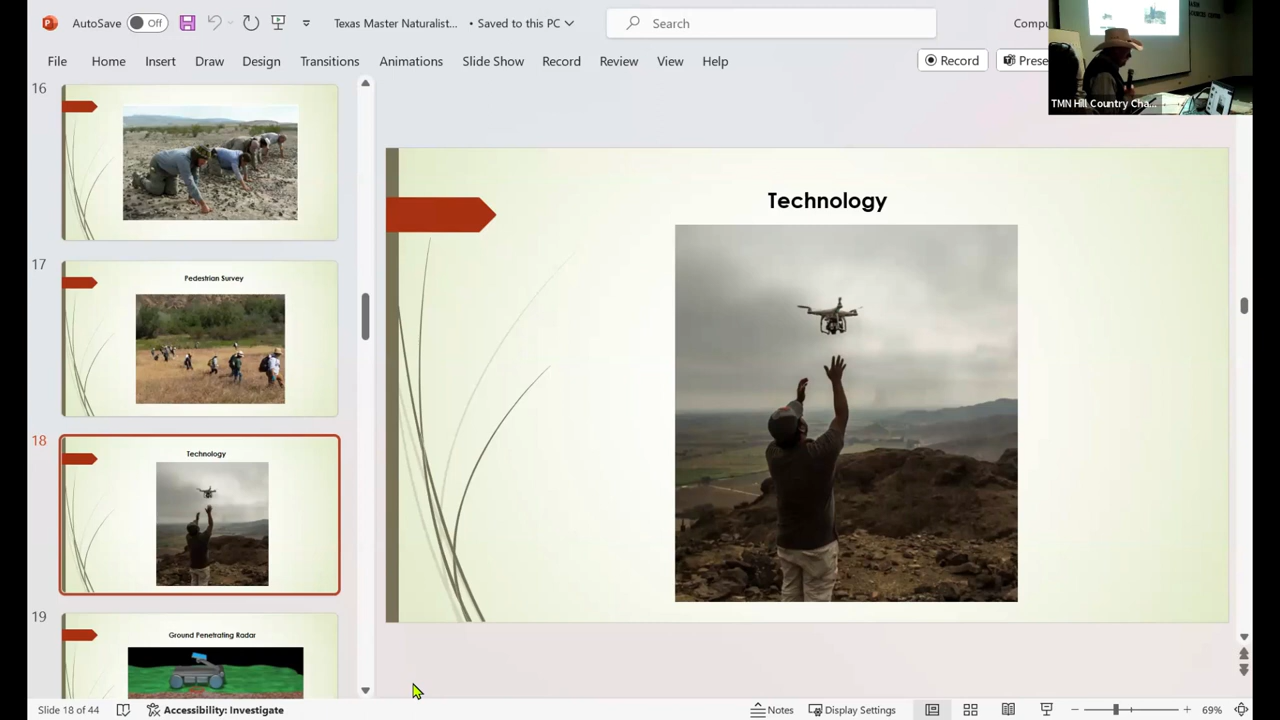 AutoSave Off Texas Master Naturalist... • Saved to this PC Search
File Home Insert Draw Design Transitions Animations Slide Show Record Review View Help Record
TMN Hill Country Cha...
16
17
Pedestrian Survey
18
Technology
19
Ground Penetrating Radar
Technology
Slide 18 of 44 Accessibility: Investigate Notes Display Settings 69%